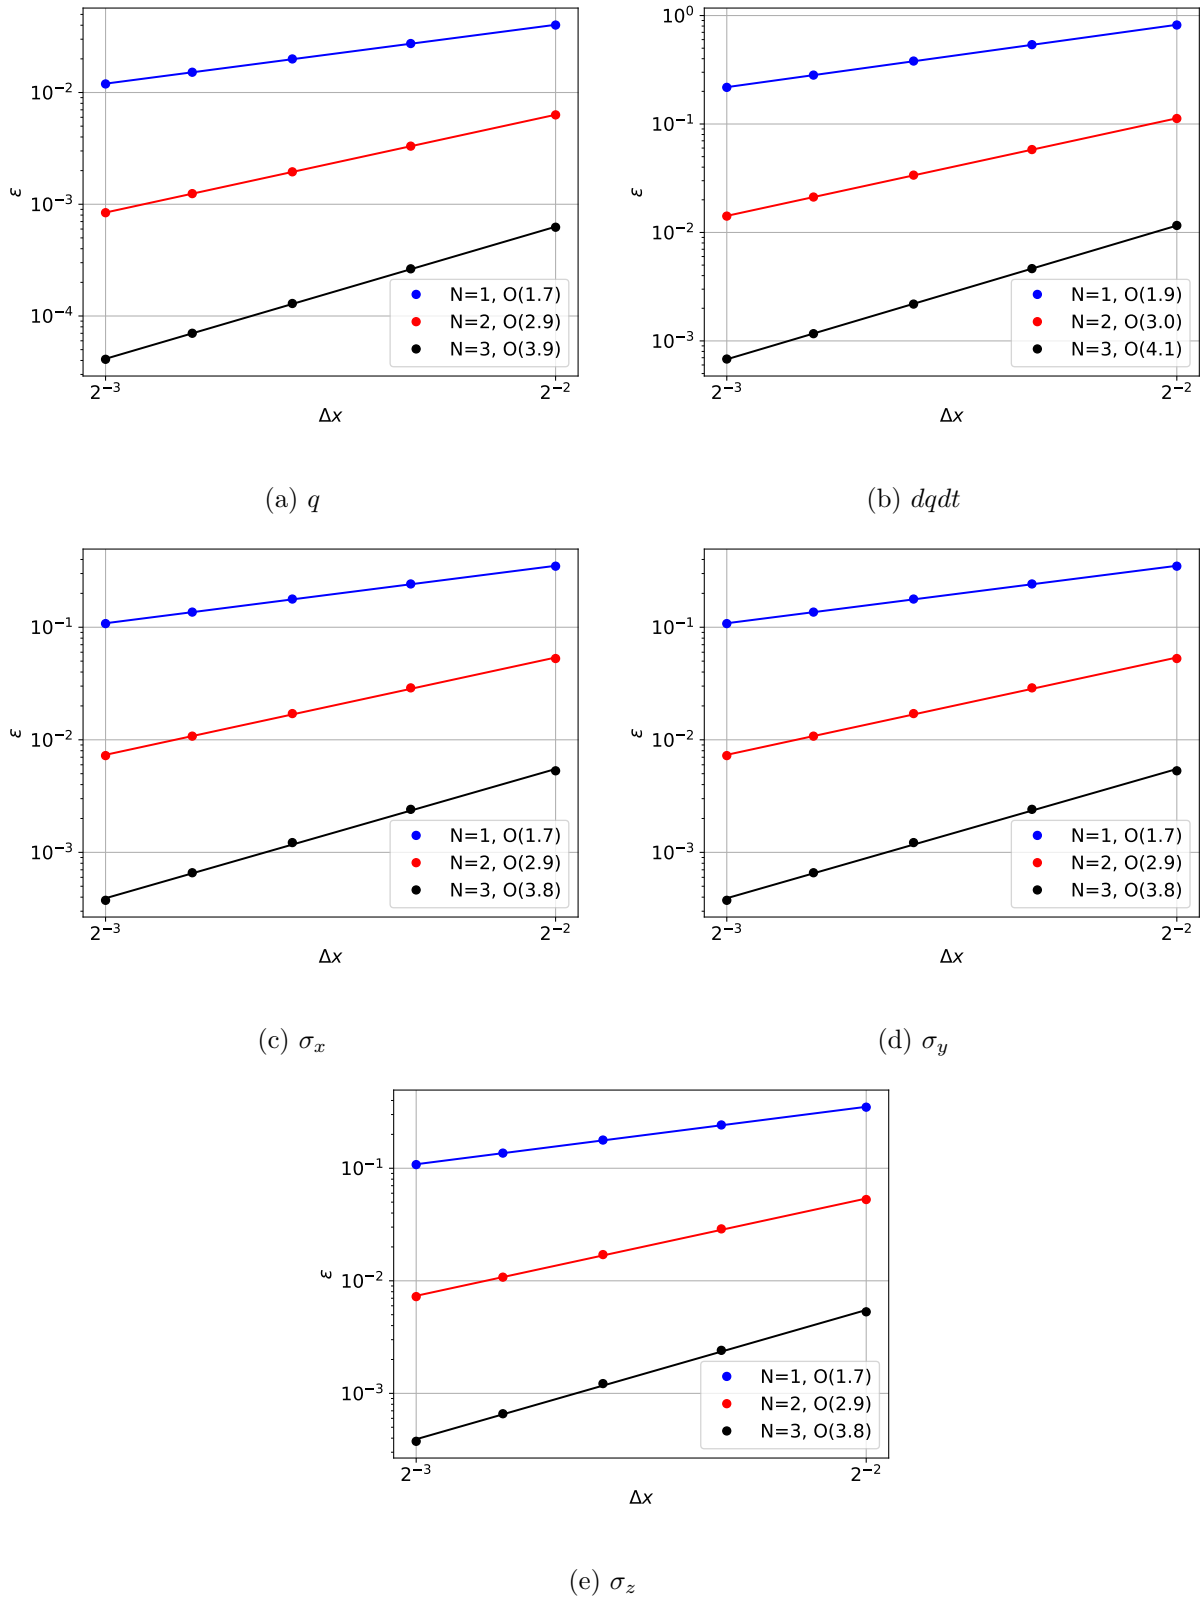 10⁻²
10⁻³
10⁻⁴
ε
2⁻³ 2⁻²
Δx
N=1, O(1.7)
N=2, O(2.9)
N=3, O(3.9)
(a) q
10⁰
10⁻¹
10⁻²
10⁻³
ε
2⁻³ 2⁻²
Δx
N=1, O(1.9)
N=2, O(3.0)
N=3, O(4.1)
(b) dqdt
10⁻¹
10⁻²
10⁻³
ε
2⁻³ 2⁻²
Δx
N=1, O(1.7)
N=2, O(2.9)
N=3, O(3.8)
(c) σₓ
10⁻¹
10⁻²
10⁻³
ε
2⁻³ 2⁻²
Δx
N=1, O(1.7)
N=2, O(2.9)
N=3, O(3.8)
(d) σ_y
10⁻¹
10⁻²
10⁻³
ε
2⁻³ 2⁻²
Δx
N=1, O(1.7)
N=2, O(2.9)
N=3, O(3.8)
(e) σ_z